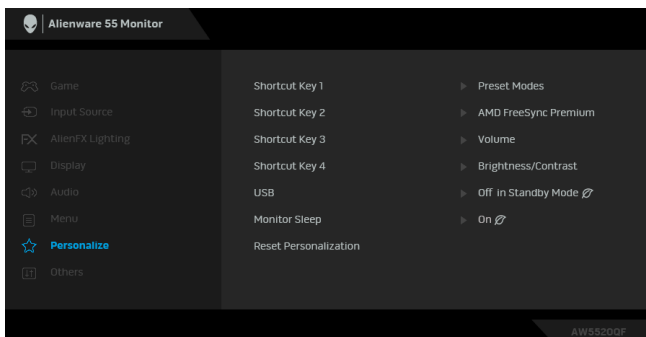 Alienware 55 Monitor
Game
Input Source
AlienFX Lighting
Display
Audio
Menu
Personalize
Others
Shortcut Key 1 Preset Modes
Shortcut Key 2 AMD FreeSync Premium
Shortcut Key 3 Volume
Shortcut Key 4 Brightness/Contrast
USB Off in Standby Mode
Monitor Sleep On
Reset Personalization
AW5520QF